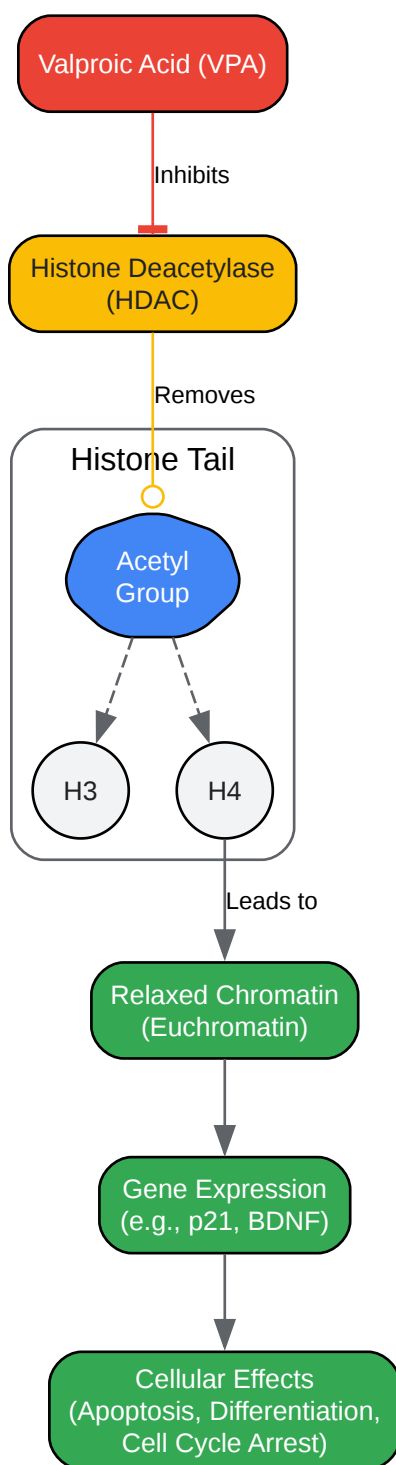 Valproic Acid (VPA)
Inhibits
Histone Deacetylase
(HDAC)
Removes
Histone Tail
Acetyl
Group
H3
H4
Leads to
Relaxed Chromatin
(Euchromatin)
Gene Expression
(e.g., p21, BDNF)
Cellular Effects
(Apoptosis, Differentiation,
Cell Cycle Arrest)